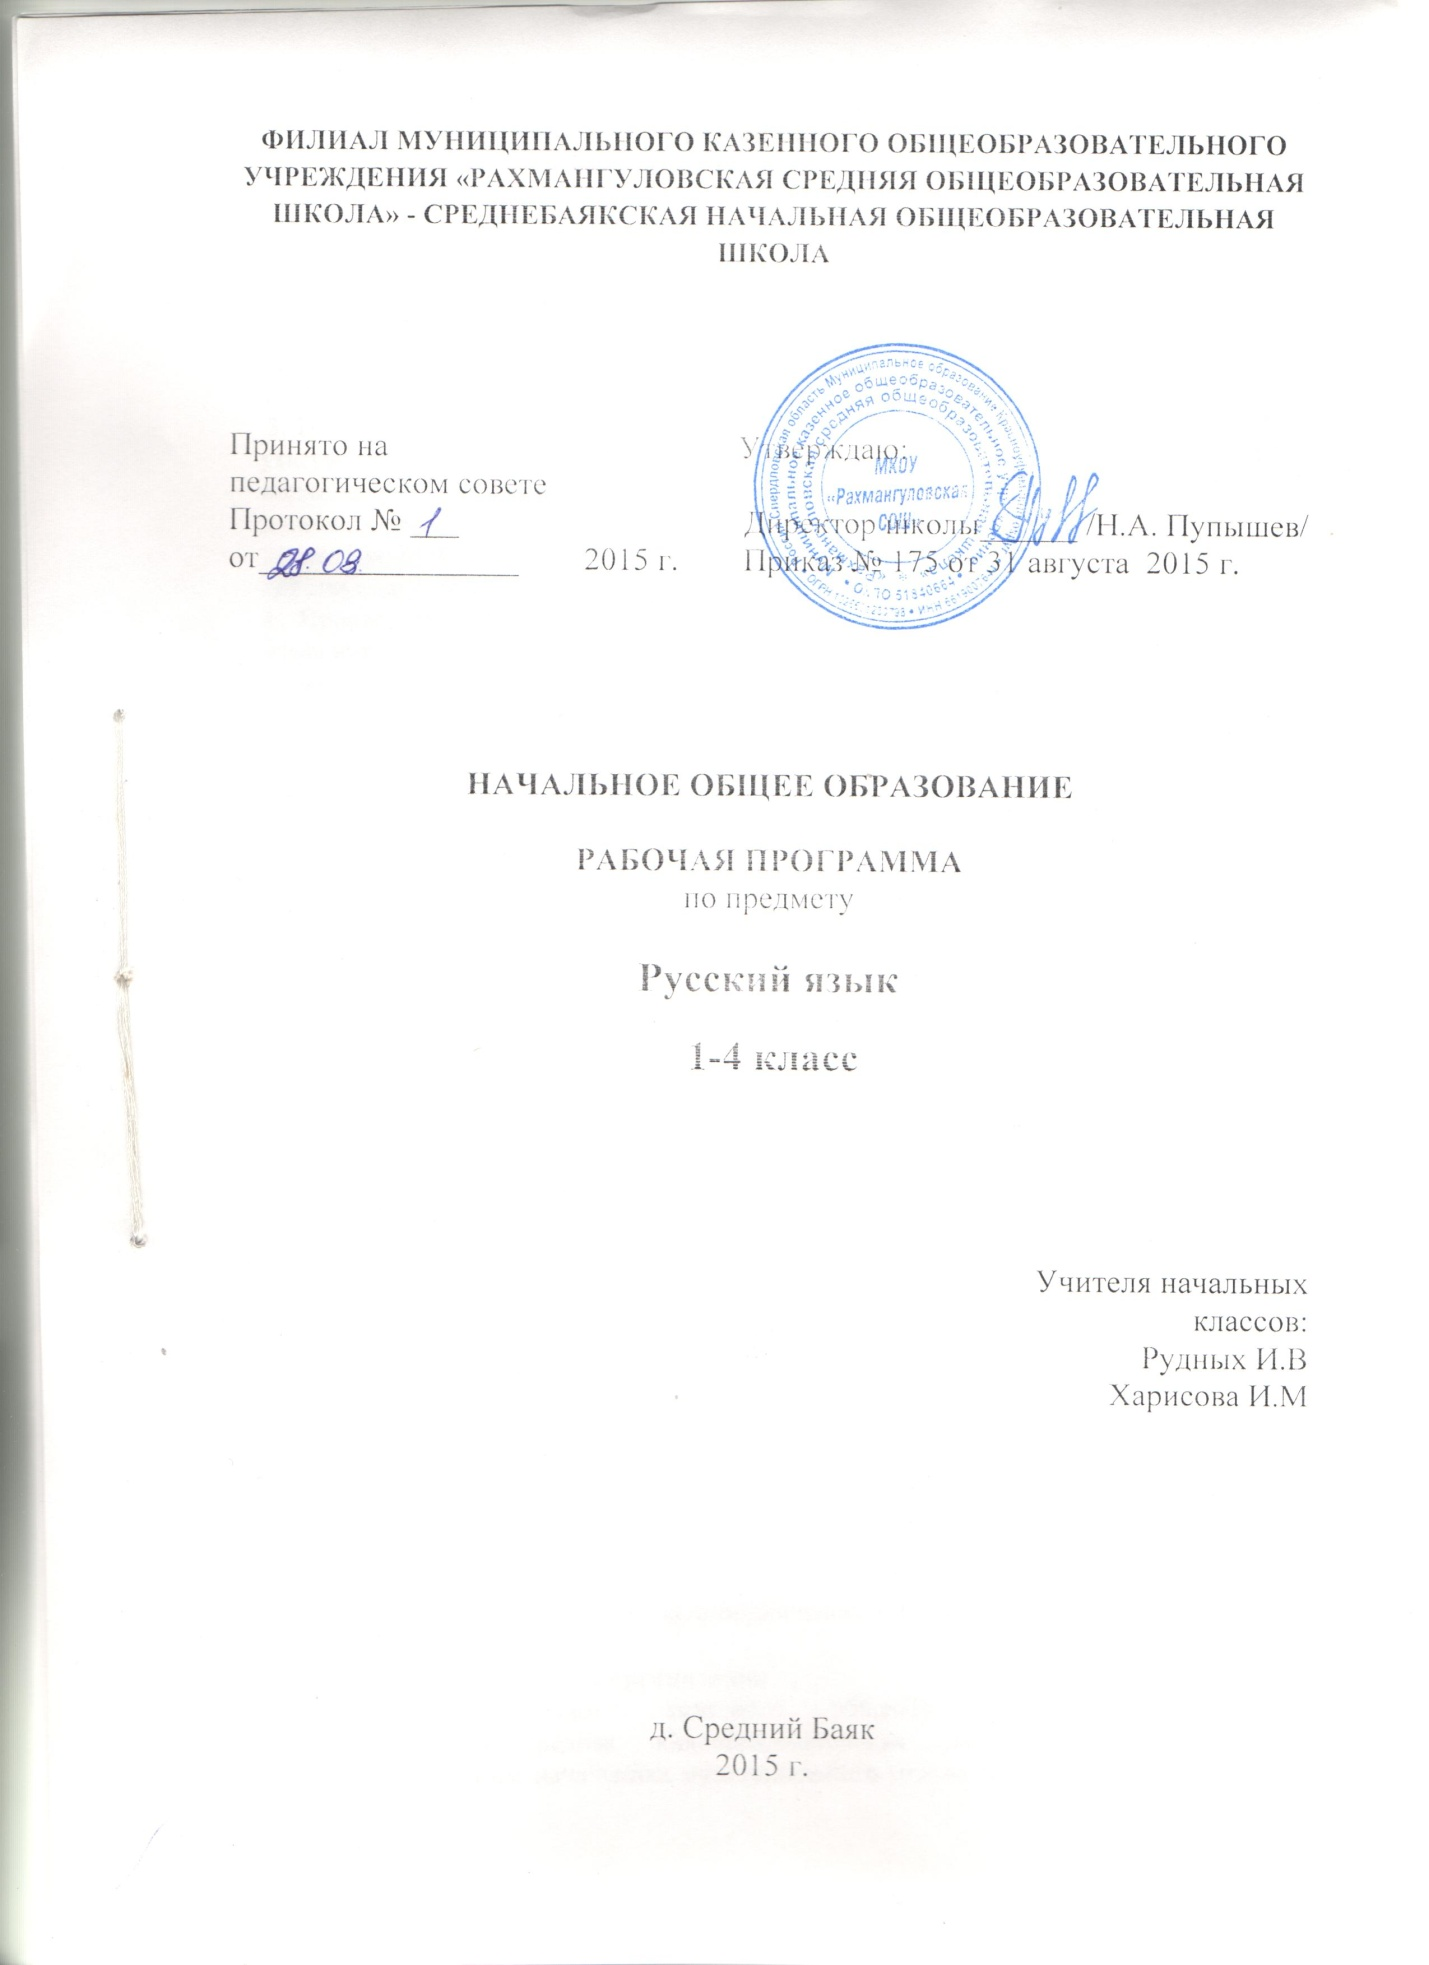 ФИЛИАЛ МУНИЦИПАЛЬНОГО КАЗЕННОГО ОБЩЕОБРАЗОВАТЕЛЬНОГО
УЧРЕЖДЕНИЯ «РАХМАНГУЛОВСКАЯ СРЕДНЯЯ ОБЩЕОБРАЗОВАТЕЛЬНАЯ
ШКОЛА» - СРЕДНЕБАЯКСКАЯ НАЧАЛЬНАЯ ОБЩЕОБРАЗОВАТЕЛЬНАЯ
ШКОЛА
Принято на
педагогическом совете
Протокол № 1
от 28.08 2015 г.
Утверждаю:
Директор школы /Н.А. Пупышев/
Приказ № 175 от 31 августа 2015 г.
МКОУ
«Рахмангуловская
СОШ»
НАЧАЛЬНОЕ ОБЩЕЕ ОБРАЗОВАНИЕ
РАБОЧАЯ ПРОГРАММА
по предмету
Русский язык
1-4 класс
Учителя начальных
классов:
Рудных И.В
Харисова И.М
д. Средний Баяк
2015 г.